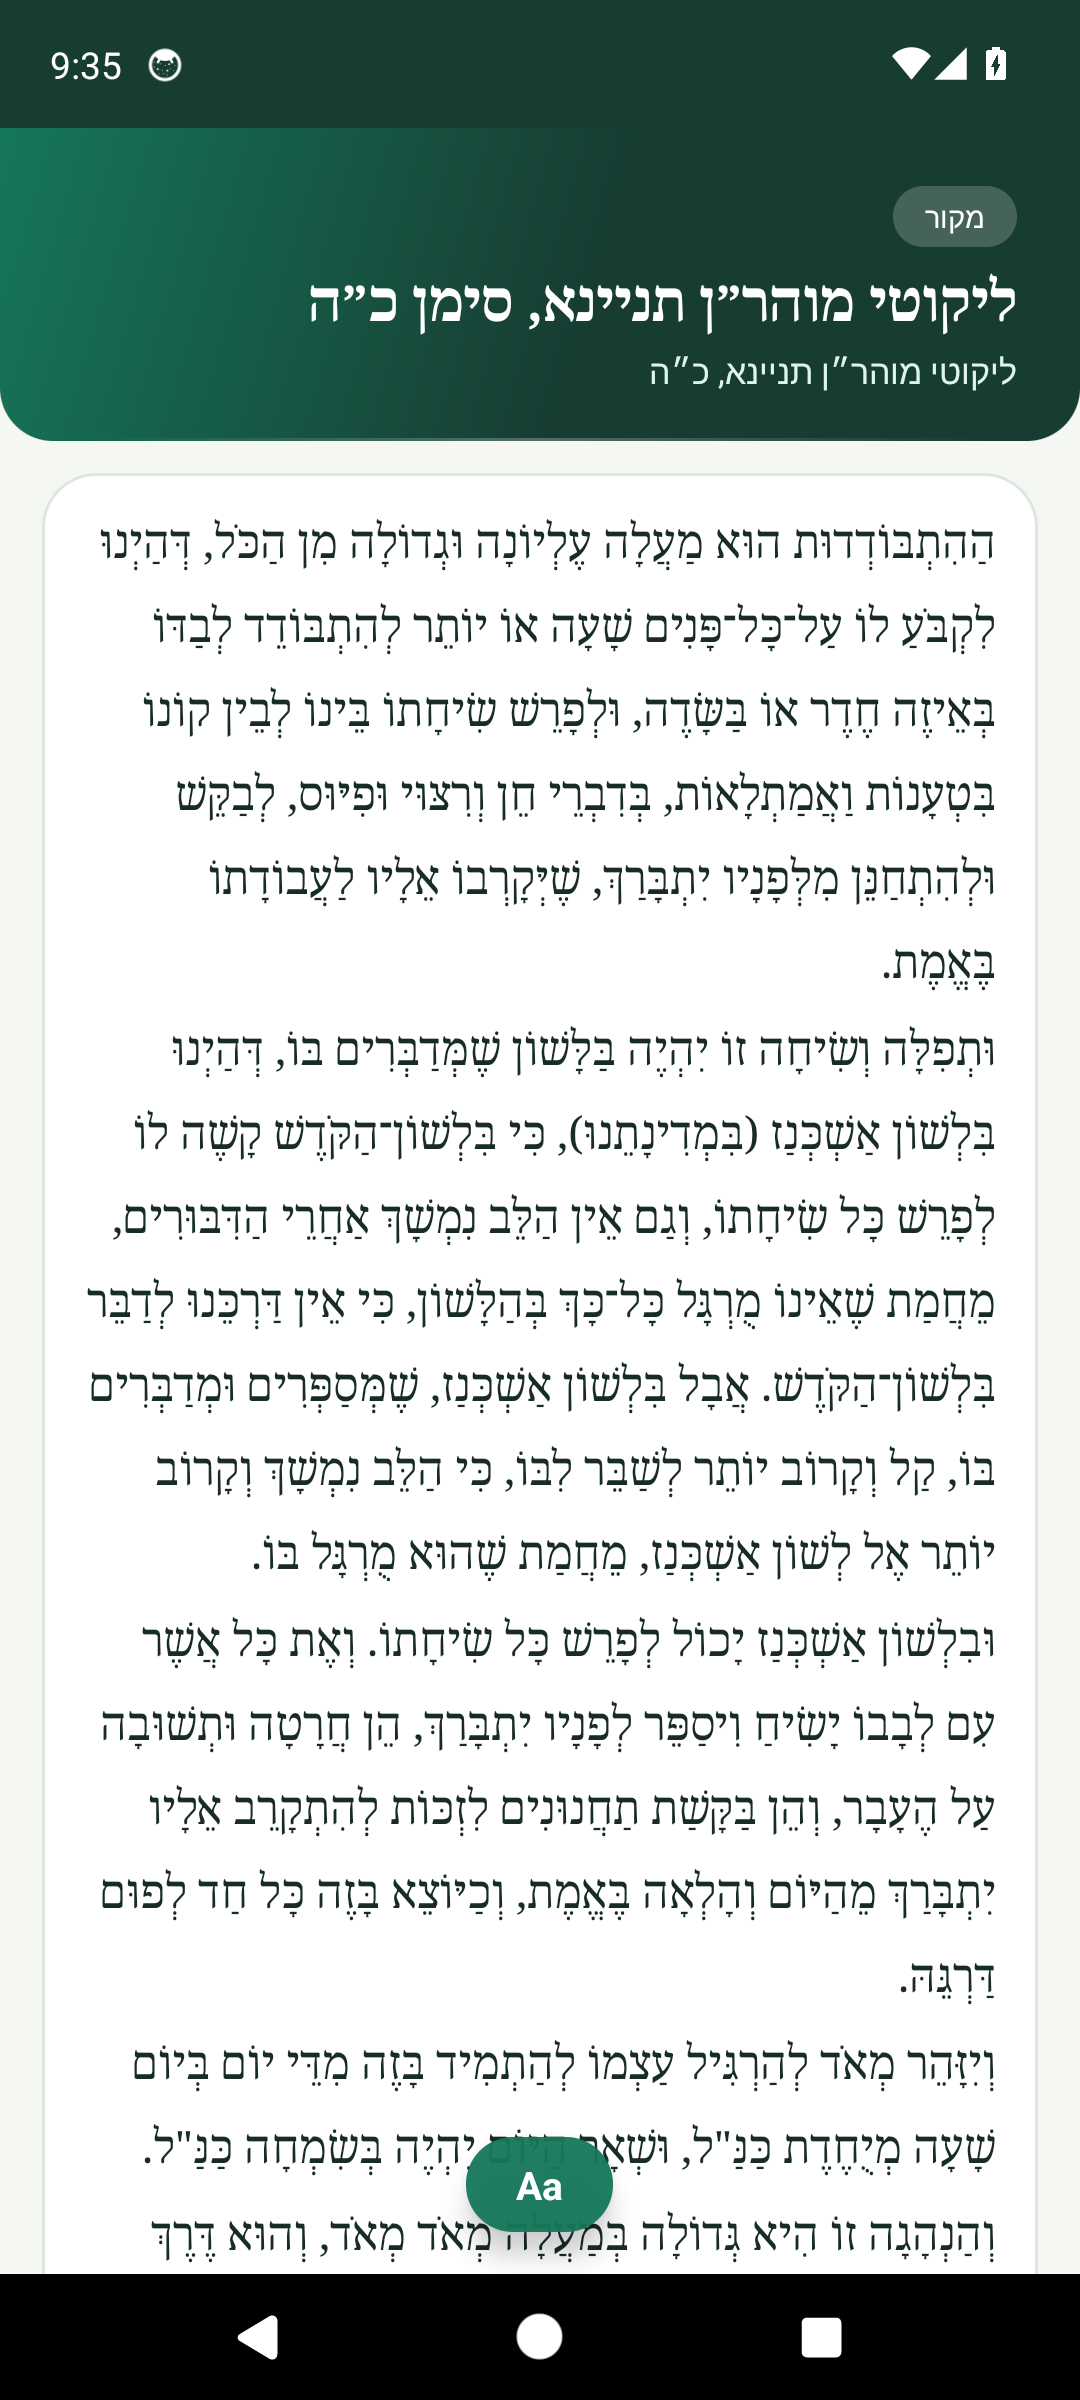 9:35
מקור
ליקוטי מוהר״ן תניינא, סימן כ״ה
ליקוטי מוהר״ן תניינא, כ״ה
הַהִתְבּוֹדְדוּת הוּא מַעֲלָה עֶלְיוֹנָה וּגְדוֹלָה מִן הַכֹּל, דְּהַיְנוּ
לִקְבֹּעַ לוֹ עַל־כָּל־פָּנִים שָׁעָה אוֹ יוֹתֵר לְהִתְבּוֹדֵד לְבַדּוֹ
בְּאֵיזֶה חֶדֶר אוֹ בַּשָּׂדֶה, וּלְפָרֵשׁ שִׂיחָתוֹ בֵּינוֹ לְבֵין קוֹנוֹ
בִּטְעָנוֹת וַאֲמַתְלָאוֹת, בְּדִבְרֵי חֵן וְרִצּוּי וּפִיּוּס, לְבַקֵּשׁ
וּלְהִתְחַנֵּן מִלְּפָנָיו יִתְבָּרַךְ, שֶׁיְּקָרְבוֹ אֵלָיו לַעֲבוֹדָתוֹ
בֶּאֱמֶת.
וּתְפִלָּה וְשִׂיחָה זוֹ יִהְיֶה בַּלָּשׁוֹן שֶׁמְּדַבְּרִים בּוֹ, דְּהַיְנוּ
בִּלְשׁוֹן אַשְׁכְּנַז (בִּמְדִינָתֵנוּ), כִּי בִּלְשׁוֹן־הַקֹּדֶשׁ קָשֶׁה לוֹ
לְפָרֵשׁ כָּל שִׂיחָתוֹ, וְגַם אֵין הַלֵּב נִמְשָׁךְ אַחֲרֵי הַדִּבּוּרִים,
מֵחֲמַת שֶׁאֵינוֹ מֻרְגָּל כָּל־כָּךְ בְּהַלָּשׁוֹן, כִּי אֵין דַּרְכֵּנוּ לְדַבֵּר
בִּלְשׁוֹן־הַקֹּדֶשׁ. אֲבָל בִּלְשׁוֹן אַשְׁכְּנַז, שֶׁמְּסַפְּרִים וּמְדַבְּרִים
בּוֹ, קַל וְקָרוֹב יוֹתֵר לְשַׁבֵּר לִבּוֹ, כִּי הַלֵּב נִמְשָׁךְ וְקָרוֹב
יוֹתֵר אֶל לְשׁוֹן אַשְׁכְּנַז, מֵחֲמַת שֶׁהוּא מֻרְגָּל בּוֹ.
וּבִלְשׁוֹן אַשְׁכְּנַז יָכוֹל לְפָרֵשׁ כָּל שִׂיחָתוֹ. וְאֶת כָּל אֲשֶׁר
עִם לְבָבוֹ יָשִׂיחַ וִיסַפֵּר לְפָנָיו יִתְבָּרַךְ, הֵן חֲרָטָה וּתְשׁוּבָה
עַל הֶעָבָר, וְהֵן בַּקָּשַׁת תַּחֲנוּנִים לִזְכּוֹת לְהִתְקָרֵב אֵלָיו
יִתְבָּרַךְ מֵהַיּוֹם וְהָלְאָה בֶּאֱמֶת, וְכַיּוֹצֵא בָּזֶה כָּל חַד לְפוּם
דַּרְגֵּהּ.
וְיִזָּהֵר מְאֹד לְהַרְגִּיל עַצְמוֹ לְהַתְמִיד בָּזֶה מִדֵּי יוֹם בְּיוֹם
שָׁעָה מְיֻחֶדֶת כַּנַּ"ל, וּשְׁאָר הַיּוֹם יִהְיֶה בְּשִׂמְחָה כַּנַּ"ל.
וְהַנְהָגָה זוֹ הִיא גְּדוֹלָה בְּמַעֲלָה מְאֹד מְאֹד, וְהוּא דֶּרֶךְ
Aa